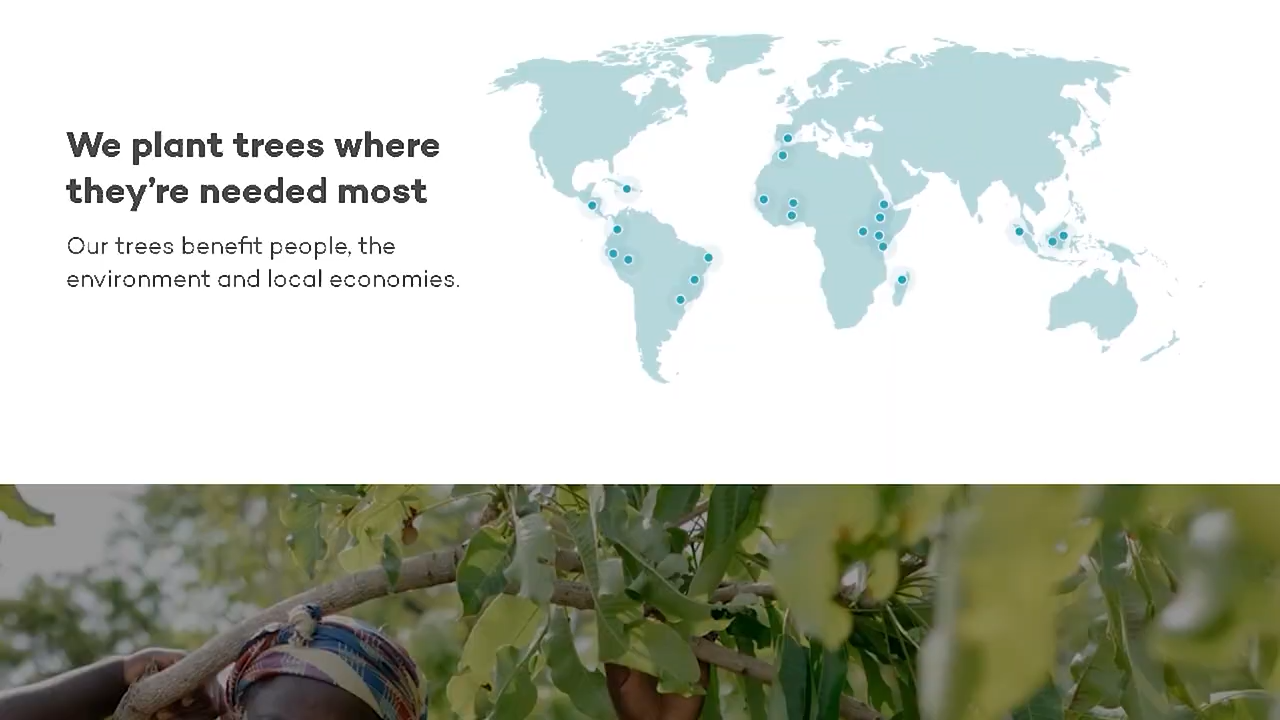 We plant trees where
they're needed most
Our trees benefit people, the
environment and local economies.